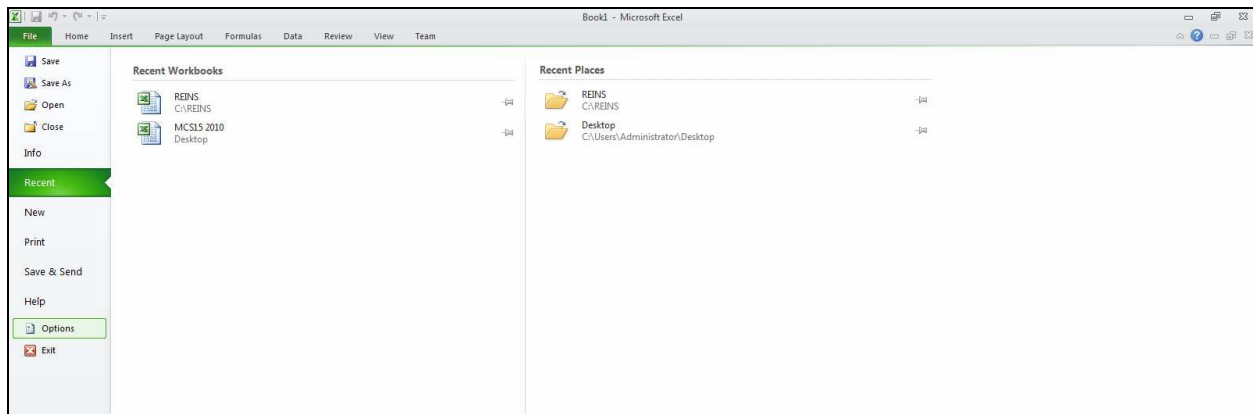 Book1 - Microsoft Excel
File Home Insert Page Layout Formulas Data Review View Team
Save
Save As
Open
Close
Info
Recent
New
Print
Save & Send
Help
Options
Exit
Recent Workbooks
REINS
C:\REINS
MCS15 2010
Desktop
Recent Places
REINS
C:\REINS
Desktop
C:\Users\Administrator\Desktop